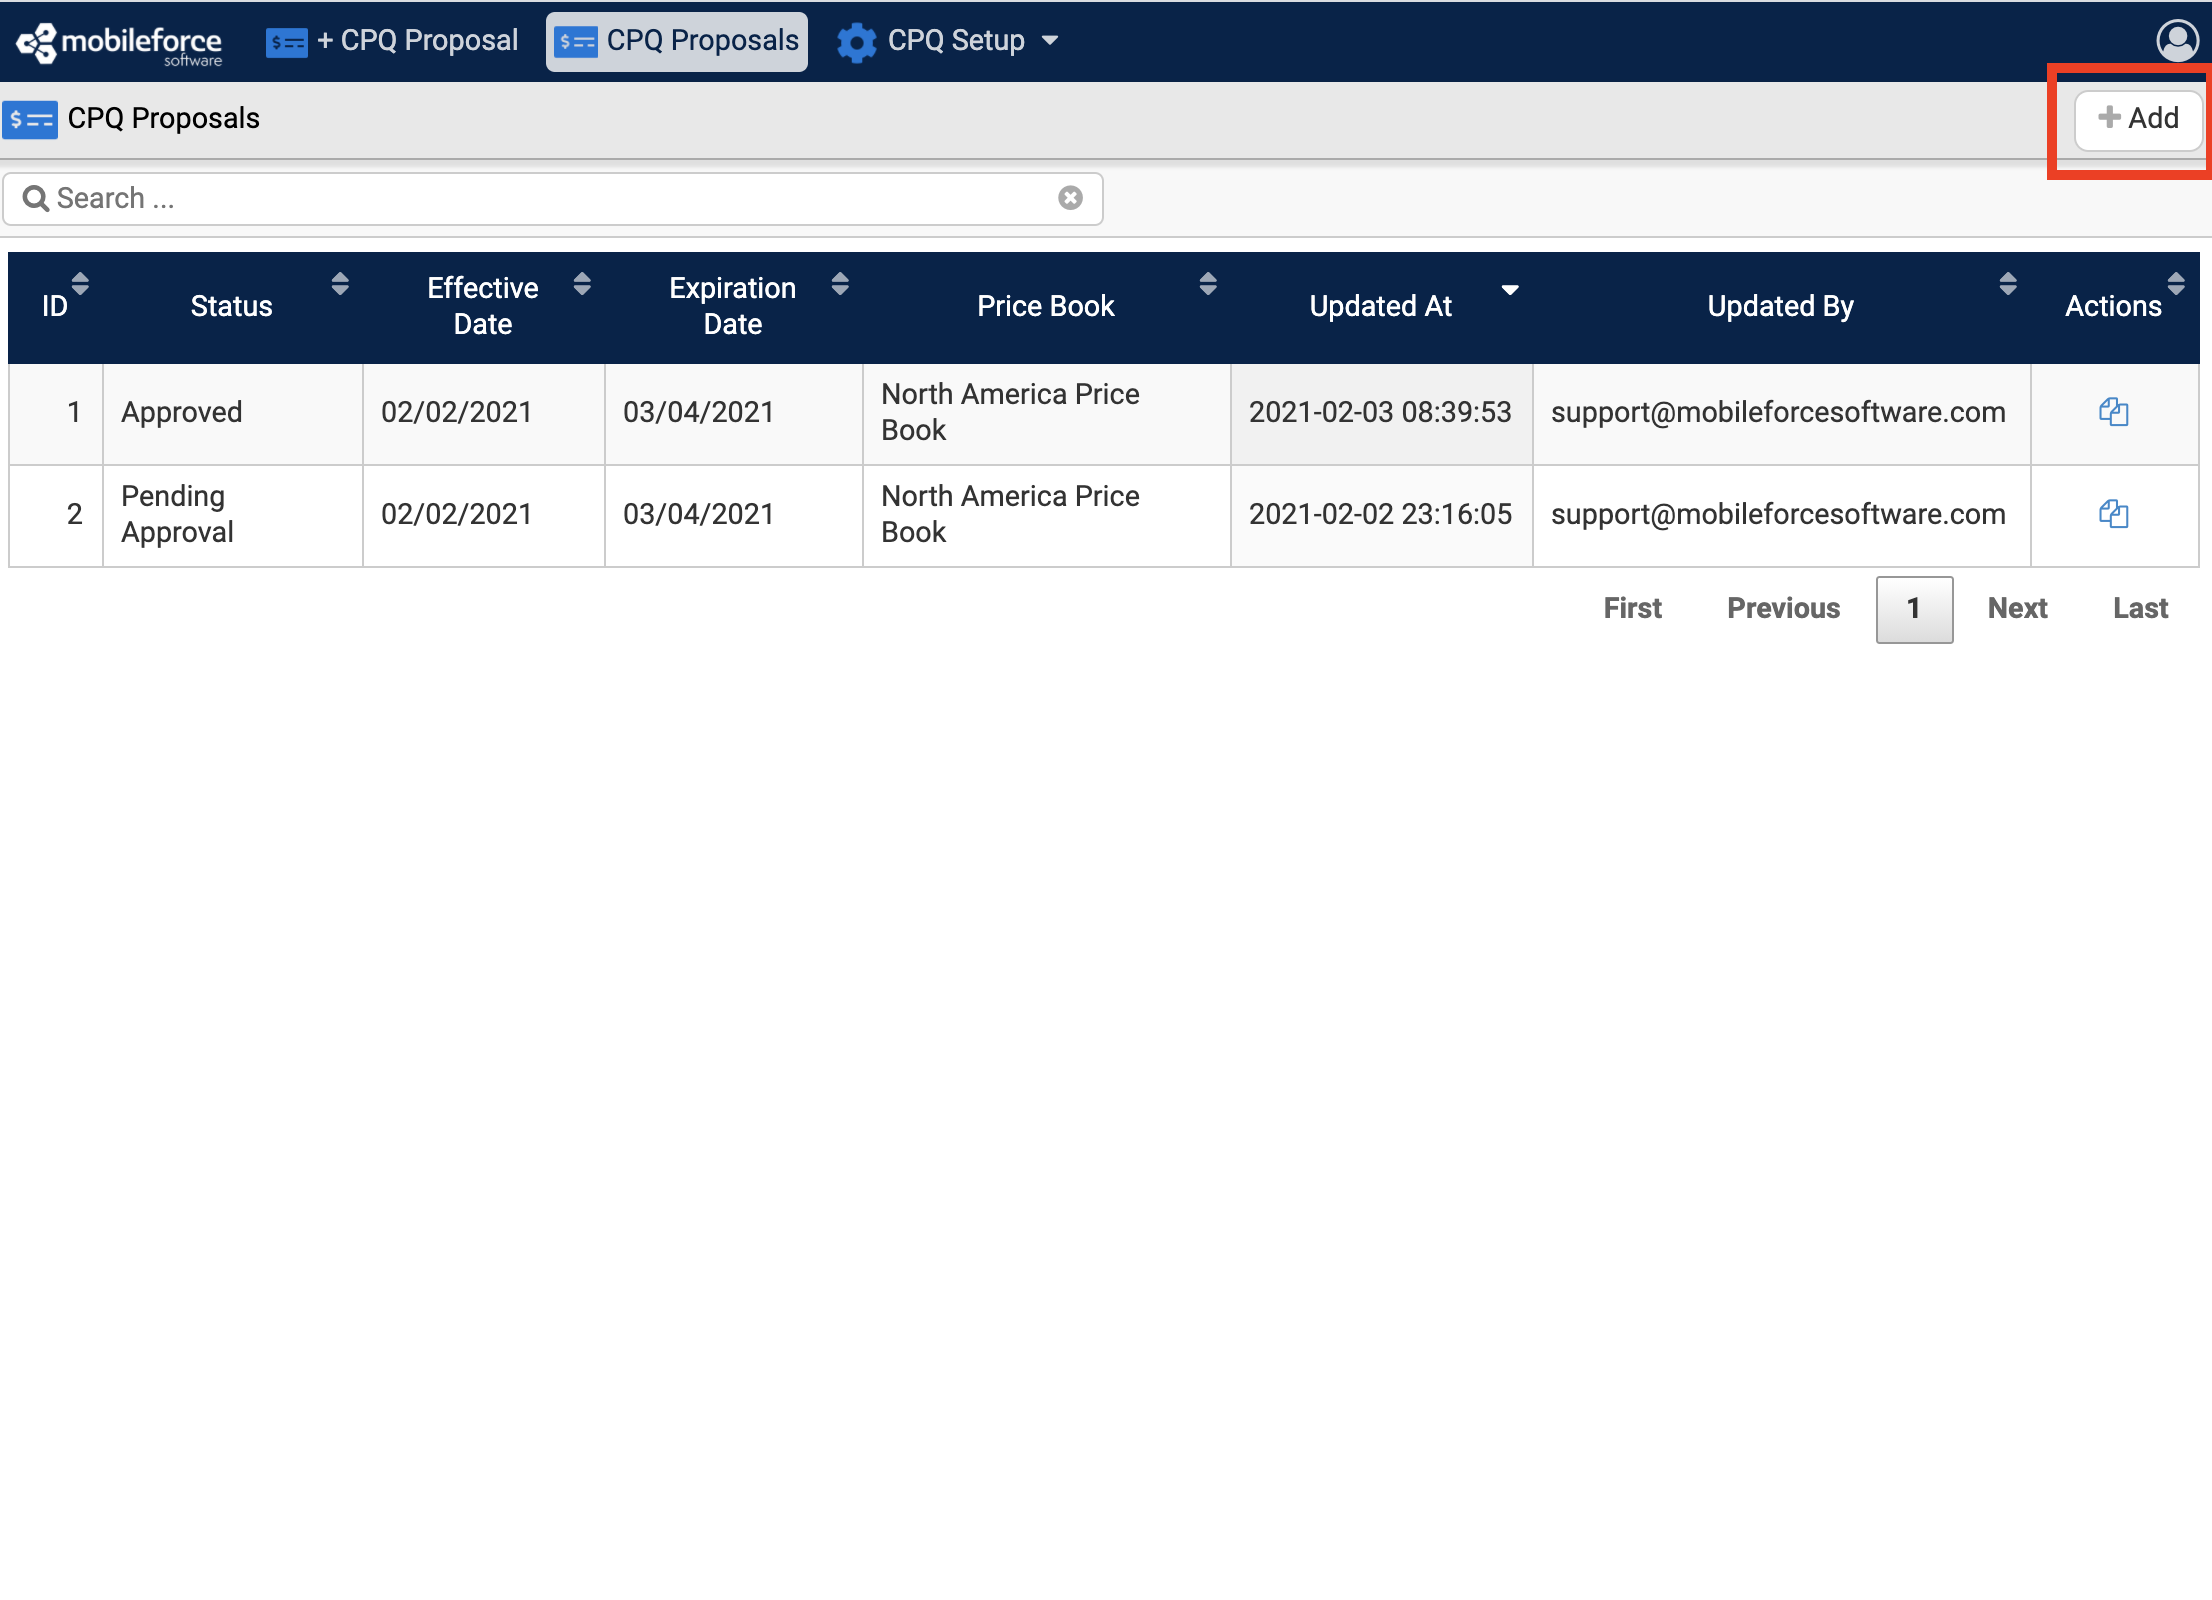 mobileforce
software
+ CPQ Proposal
CPQ Proposals
CPQ Setup
CPQ Proposals
Add
Search ...
ID
Status
Effective
Date
Expiration
Date
Price Book
Updated At
Updated By
Actions
1
Approved
02/02/2021
03/04/2021
North America Price
Book
2021-02-03 08:39:53
support@mobileforcesoftware.com
2
Pending
Approval
02/02/2021
03/04/2021
North America Price
Book
2021-02-02 23:16:05
support@mobileforcesoftware.com
First
Previous
1
Next
Last